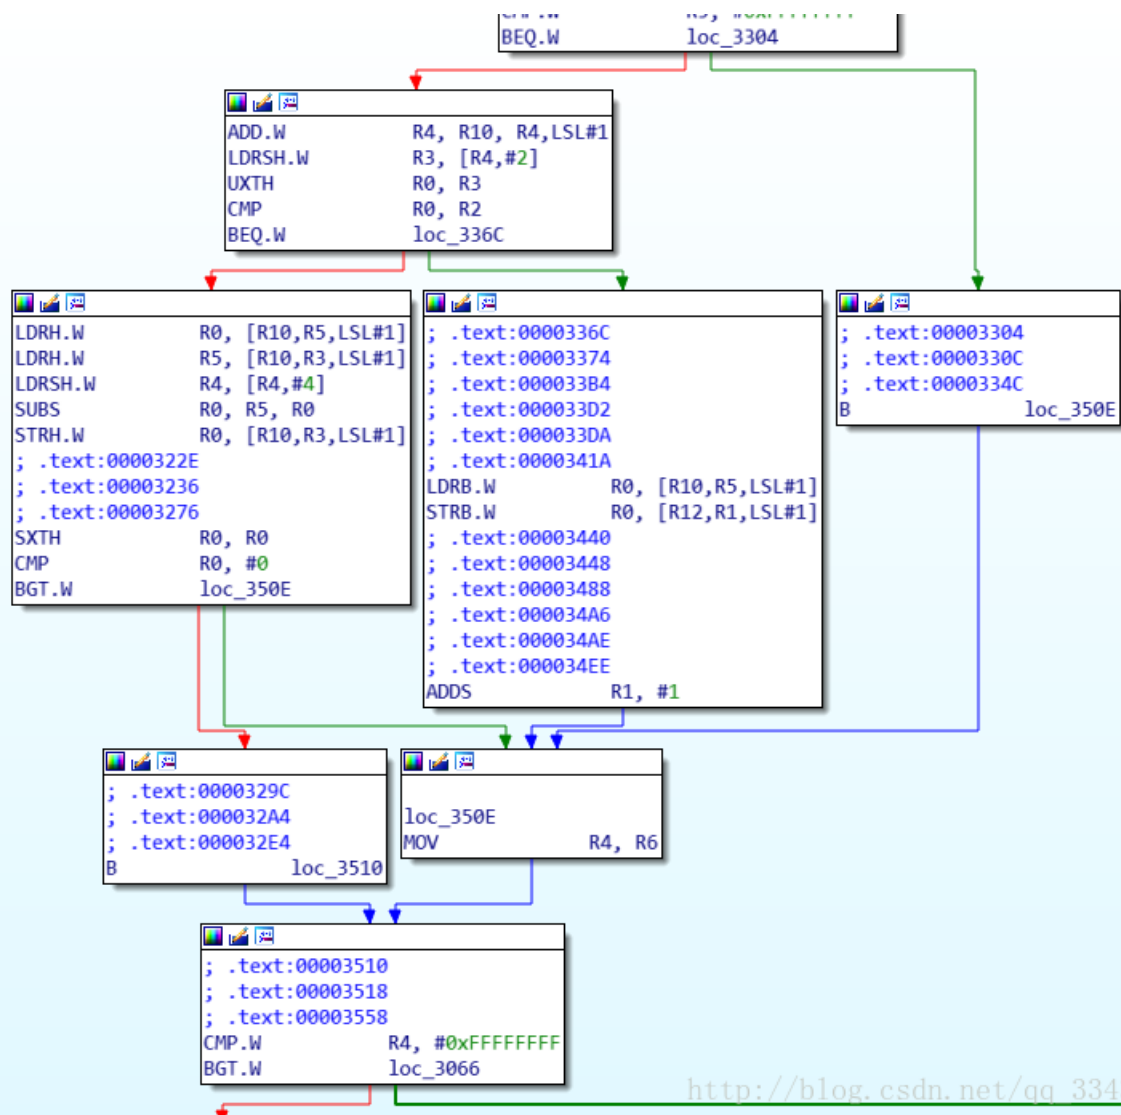 BEQ.W loc_3304
ADD.W R4, R10, R4,LSL#1
LDRSH.W R3, [R4,#2]
UXTH R0, R3
CMP R0, R2
BEQ.W loc_336C
LDRH.W R0, [R10,R5,LSL#1]
LDRH.W R5, [R10,R3,LSL#1]
LDRSH.W R4, [R4,#4]
SUBS R0, R5, R0
STRH.W R0, [R10,R3,LSL#1]
; .text:0000322E
; .text:00003236
; .text:00003276
SXTH R0, R0
CMP R0, #0
BGT.W loc_350E
; .text:0000336C
; .text:00003374
; .text:000033B4
; .text:000033D2
; .text:000033DA
; .text:0000341A
LDRB.W R0, [R10,R5,LSL#1]
STRB.W R0, [R12,R1,LSL#1]
; .text:00003440
; .text:00003448
; .text:00003488
; .text:000034A6
; .text:000034AE
; .text:000034EE
ADDS R1, #1
; .text:00003304
; .text:0000330C
; .text:0000334C
B loc_350E
; .text:0000329C
; .text:000032A4
; .text:000032E4
B loc_3510
loc_350E
MOV R4, R6
; .text:00003510
; .text:00003518
; .text:00003558
CMP.W R4, #0xFFFFFFFF
BGT.W loc_3066
http://blog.csdn.net/qq_334